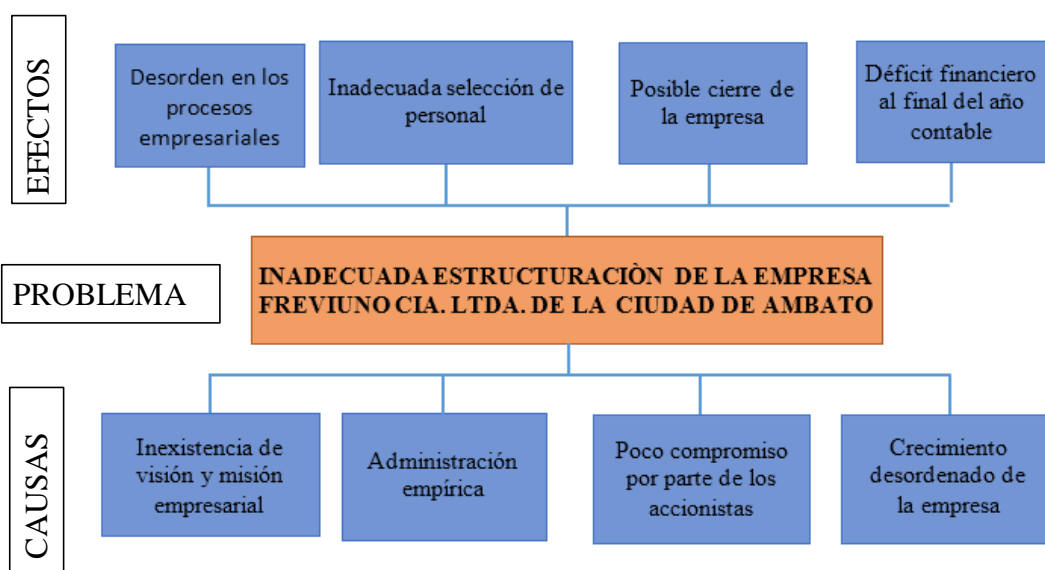 EFECTOS
Desorden en los
procesos
empresariales
Inadecuada selección de
personal
Posible cierre de
la empresa
Déficit financiero
al final del año
contable
PROBLEMA
INADECUADA ESTRUCTURACIÒN DE LA EMPRESA
FREVIUNO CIA. LTDA. DE LA CIUDAD DE AMBATO
CAUSAS
Inexistencia de
visión y misión
empresarial
Administración
empírica
Poco compromiso
por parte de los
accionistas
Crecimiento
desordenado de
la empresa